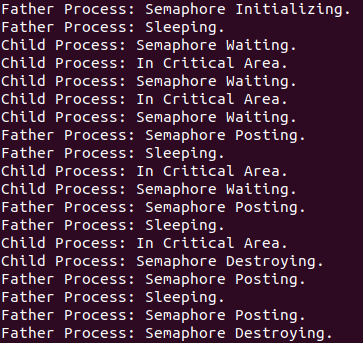 Father Process: Semaphore Initializing.
Father Process: Sleeping.
Child Process: Semaphore Waiting.
Child Process: In Critical Area.
Child Process: Semaphore Waiting.
Child Process: In Critical Area.
Child Process: Semaphore Waiting.
Father Process: Semaphore Posting.
Father Process: Sleeping.
Child Process: In Critical Area.
Child Process: Semaphore Waiting.
Father Process: Semaphore Posting.
Father Process: Sleeping.
Child Process: In Critical Area.
Child Process: Semaphore Destroying.
Father Process: Semaphore Posting.
Father Process: Sleeping.
Father Process: Semaphore Posting.
Father Process: Semaphore Destroying.